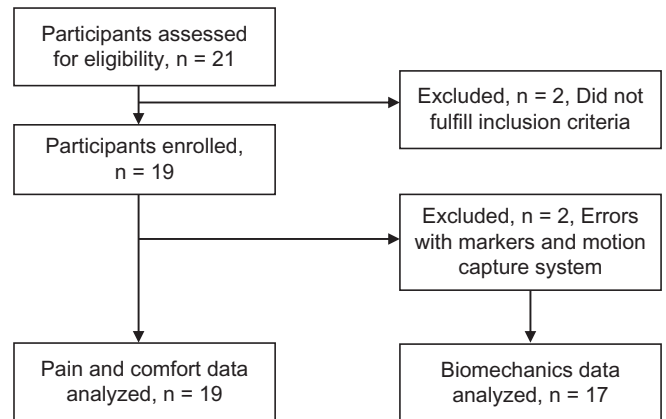 Participants assessed
for eligibility, n = 21
Excluded, n = 2, Did not
fulfill inclusion criteria
Participants enrolled,
n = 19
Excluded, n = 2, Errors
with markers and motion
capture system
Pain and comfort data
analyzed, n = 19
Biomechanics data
analyzed, n = 17